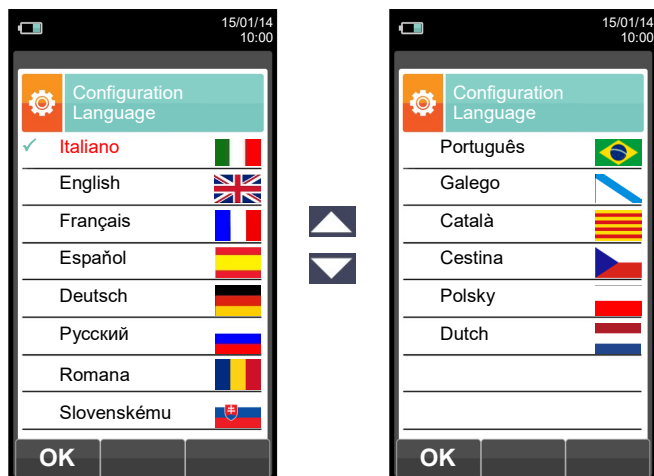 15/01/14
10:00
Configuration
Language
Italiano
English
Français
Espaňol
Deutsch
Русский
Romana
Slovenskému
OK
15/01/14
10:00
Configuration
Language
Português
Galego
Català
Cestina
Polsky
Dutch
OK